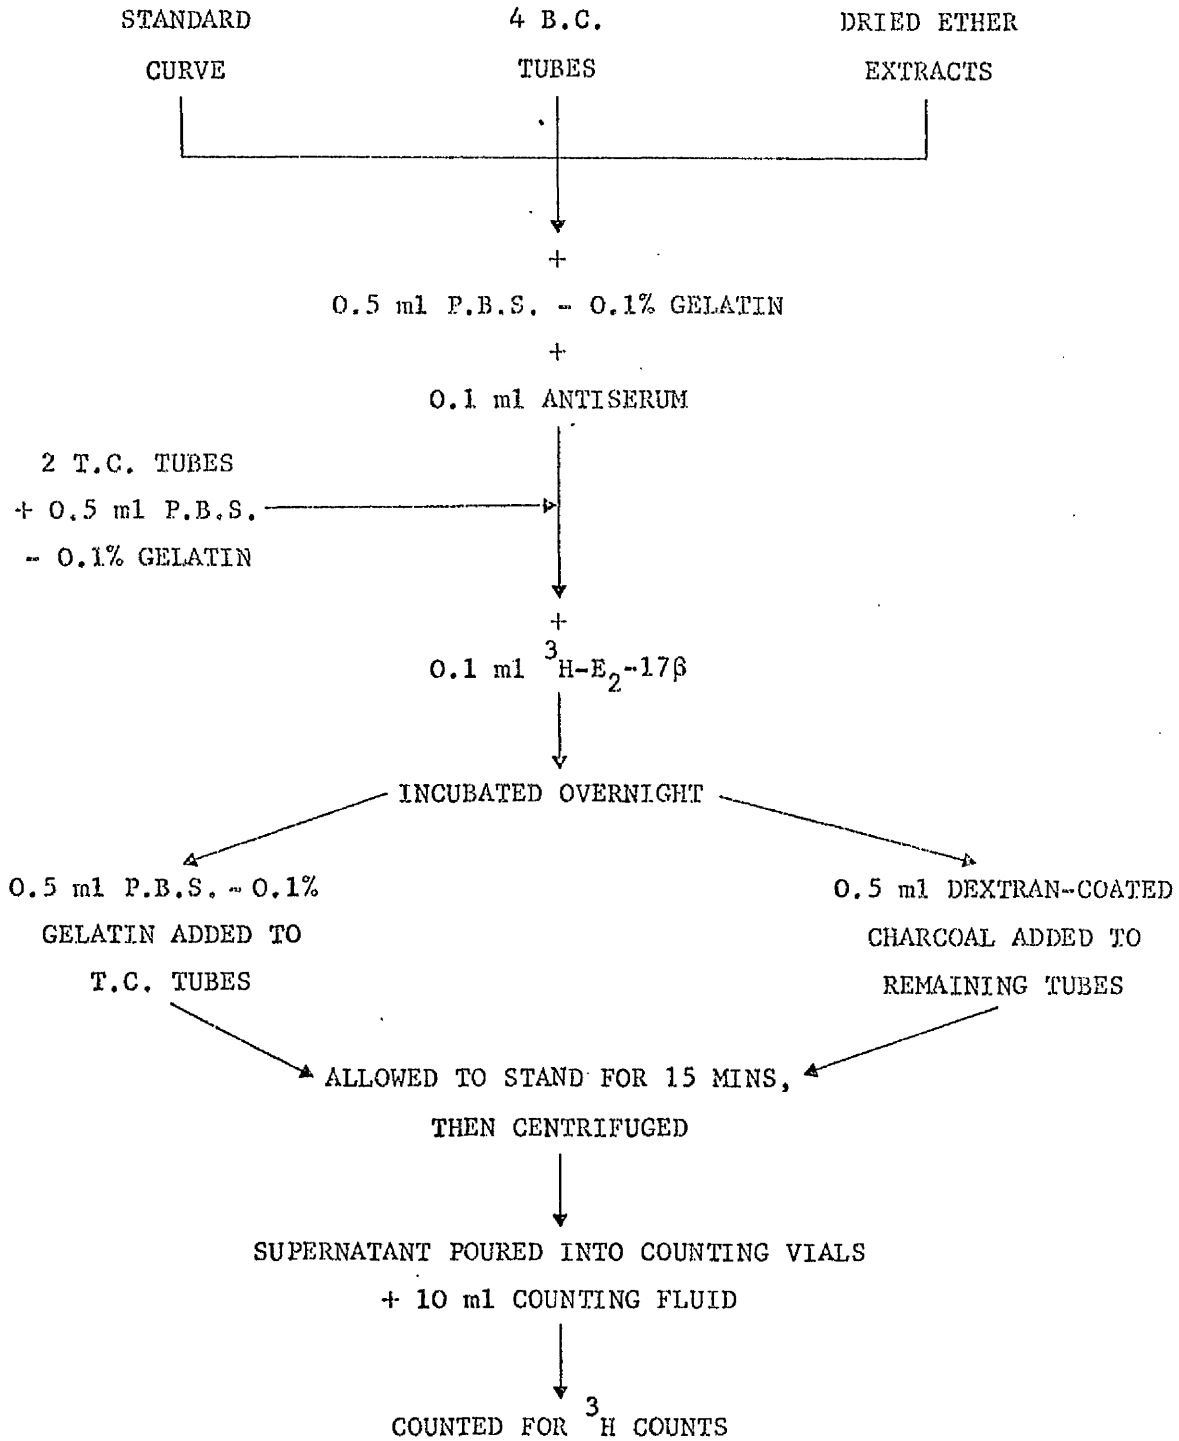 STANDARD
CURVE
4 B.C.
TUBES
DRIED ETHER
EXTRACTS
+
0.5 ml P.B.S. - 0.1% GELATIN
+
0.1 ml ANTISERUM
2 T.C. TUBES
+ 0.5 ml P.B.S.
- 0.1% GELATIN
+
0.1 ml ³H-E₂-17β
INCUBATED OVERNIGHT
0.5 ml P.B.S. - 0.1%
GELATIN ADDED TO
T.C. TUBES
0.5 ml DEXTRAN-COATED
CHARCOAL ADDED TO
REMAINING TUBES
ALLOWED TO STAND FOR 15 MINS,
THEN CENTRIFUGED
SUPERNATANT POURED INTO COUNTING VIALS
+ 10 ml COUNTING FLUID
COUNTED FOR ³H COUNTS